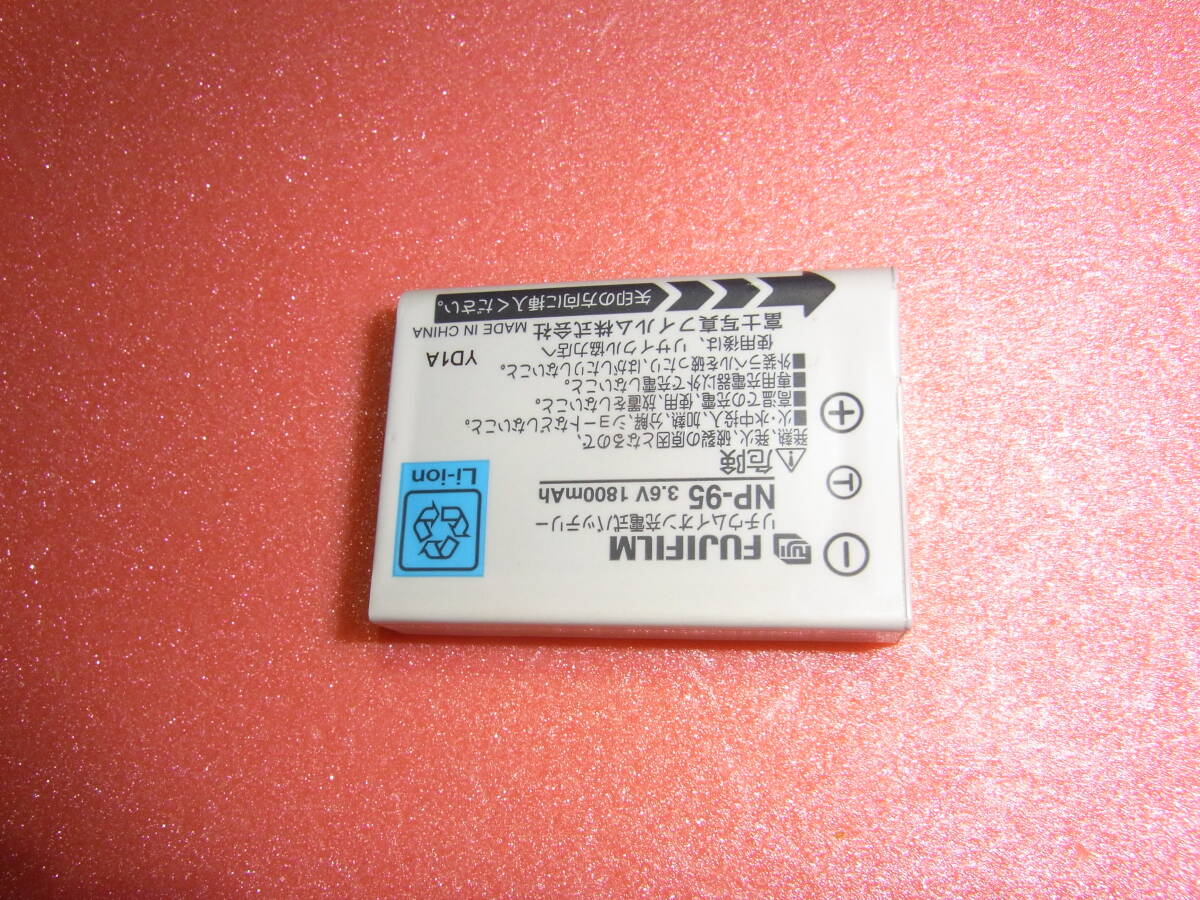 FUJIFILM
リチウムイオン充電式バッテリー
NP-95 3.6V 1800mAh
危険
発熱、発火、破裂の原因となるので、
■火・水中投入、加熱、分解、ショートなどしないこと。
■高温での充電、使用、放置をしないこと。
■専用充電器以外で充電しないこと。
■外装ラベルを破ったり、はがしたりしないこと。
使用後は、リサイクル協力店へ
富士写真フイルム株式会社 MADE IN CHINA
矢印の方向に挿入ください。
T
Li-ion
YD1A